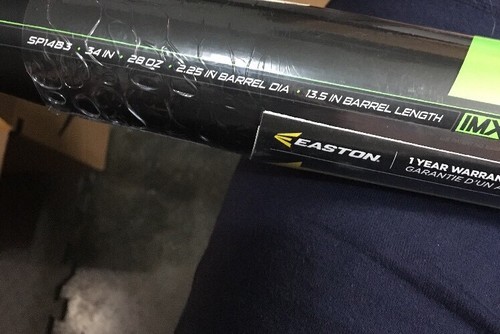 SP14B3 · 34 IN · 28 OZ · 2.25 IN BARREL DIA · 13.5 IN BARREL LENGTH
IMX
EASTON
1 YEAR WARRAN
GARANTIE D'UN A